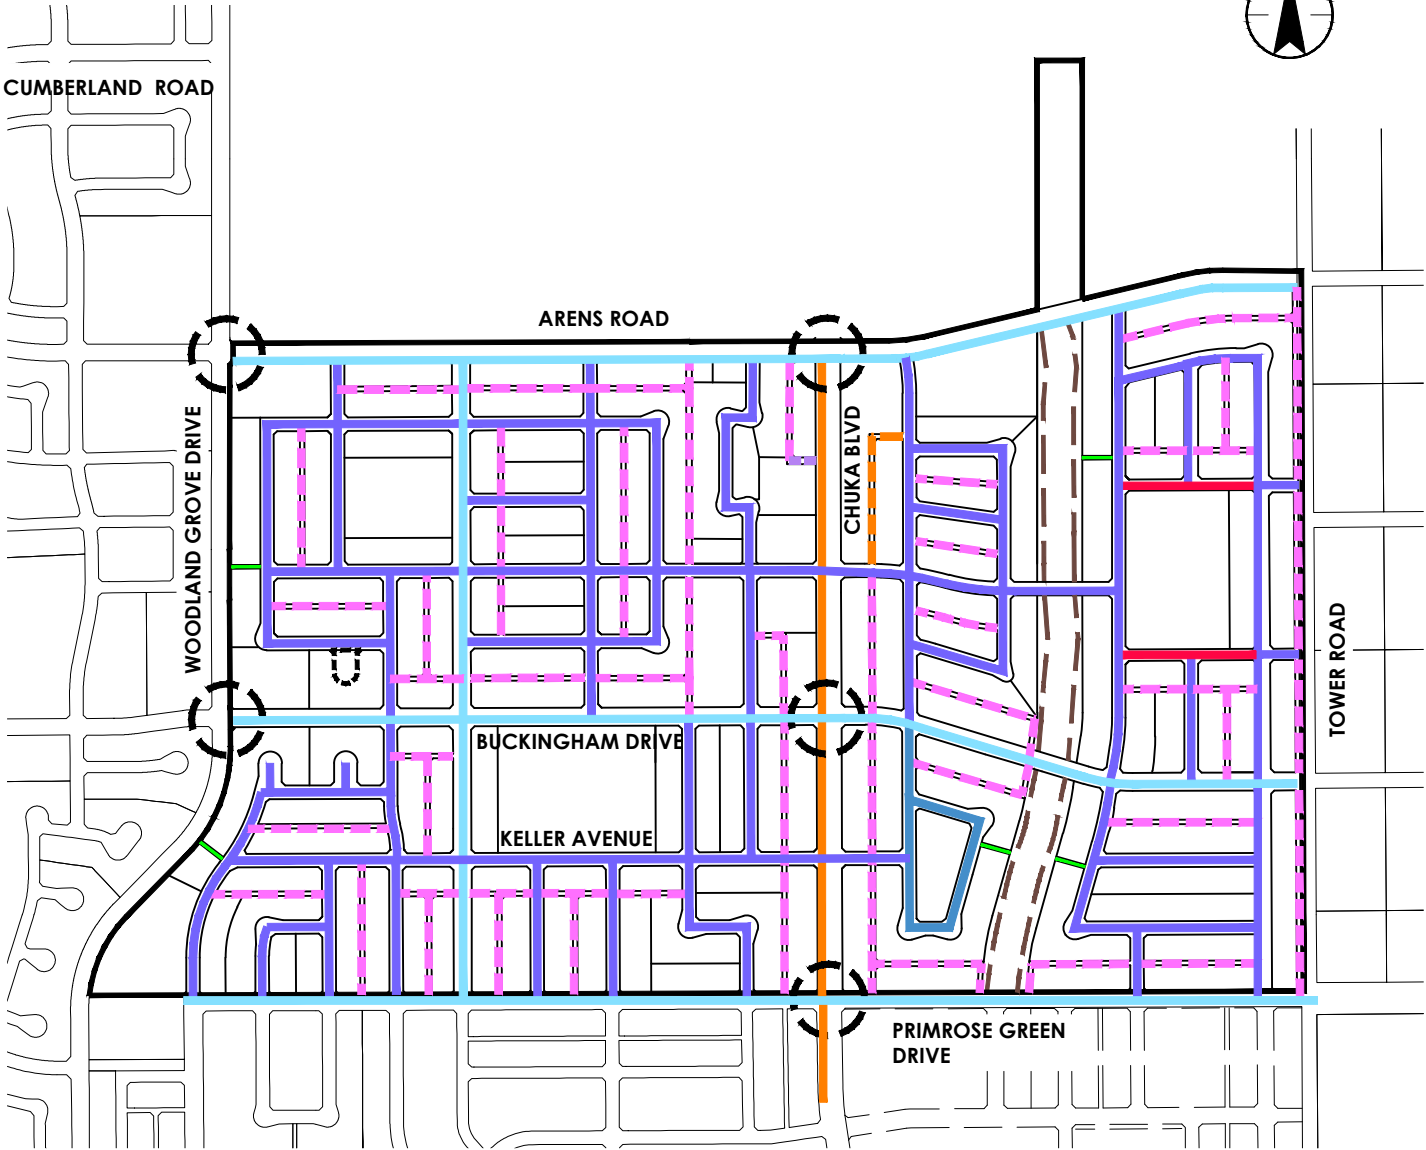 CUMBERLAND ROAD
ARENS ROAD
WOODLAND GROVE DRIVE
CHUKA BLVD
TOWER ROAD
BUCKINGHAM DRIVE
KELLER AVENUE
PRIMROSE GREEN
DRIVE